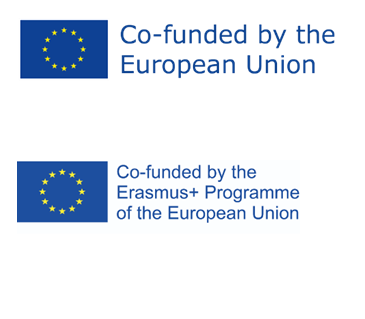 Co-funded by the
European Union
Co-funded by the
Erasmus+ Programme
of the European Union